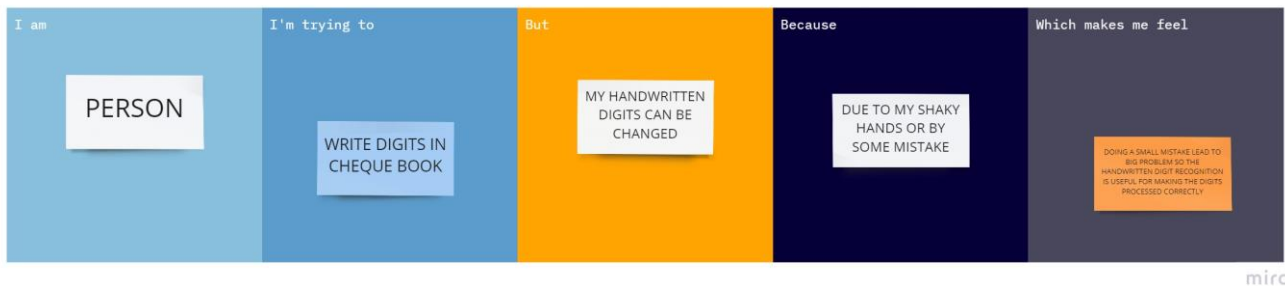 I am
I'm trying to
But
Because
Which makes me feel
PERSON
WRITE DIGITS IN
CHEQUE BOOK
MY HANDWRITTEN
DIGITS CAN BE
CHANGED
DUE TO MY SHAKY
HANDS OR BY
SOME MISTAKE
DOING A SMALL MISTAKE LEAD TO
BIG PROBLEM SO THE
HANDWRITTEN DIGIT RECOGNITION
IS USEFUL FOR MAKING THE DIGITS
PROCESSED CORRECTLY
miro